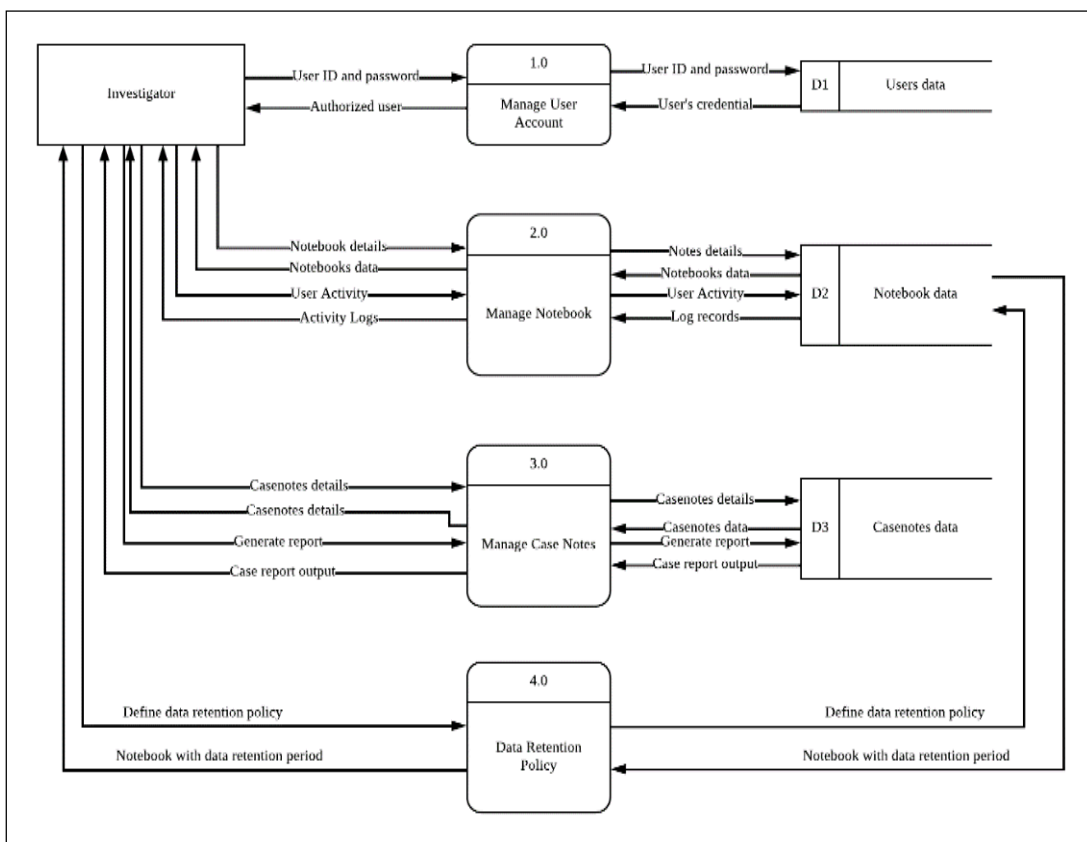 Investigator
User ID and password
Authorized user
1.0
Manage User
Account
User ID and password
User's credential
D1
Users data
Notebook details
Notebooks data
User Activity
Activity Logs
2.0
Manage Notebook
Notes details
Notebooks data
User Activity
Log records
D2
Notebook data
Casenotes details
Casenotes details
Generate report
Case report output
3.0
Manage Case Notes
Casenotes details
Casenotes data
Generate report
Case report output
D3
Casenotes data
Define data retention policy
Notebook with data retention period
4.0
Data Retention
Policy
Define data retention policy
Notebook with data retention period